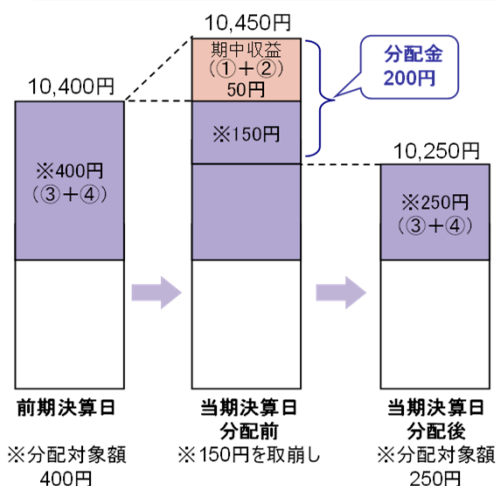 10,450円
期中収益
(①+②)
50円
分配金
200円
10,400円
※150円
※400円
(③+④)
10,250円
※250円
(③+④)
前期決算日
※分配対象額
400円
当期決算日
分配前
※150円を取崩し
当期決算日
分配後
※分配対象額
250円